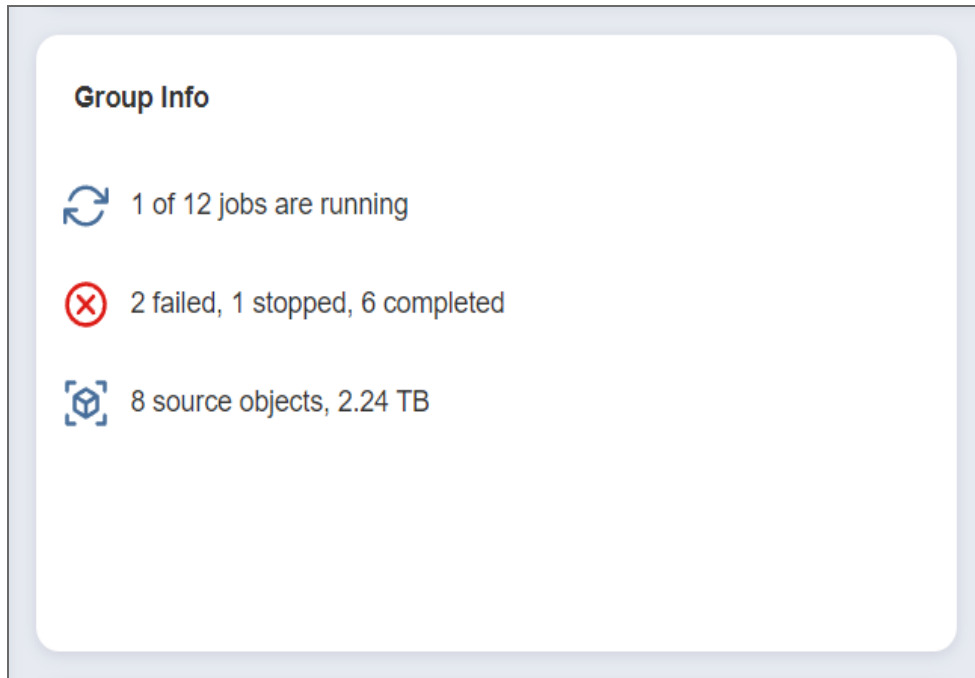 Group Info
1 of 12 jobs are running
2 failed, 1 stopped, 6 completed
8 source objects, 2.24 TB